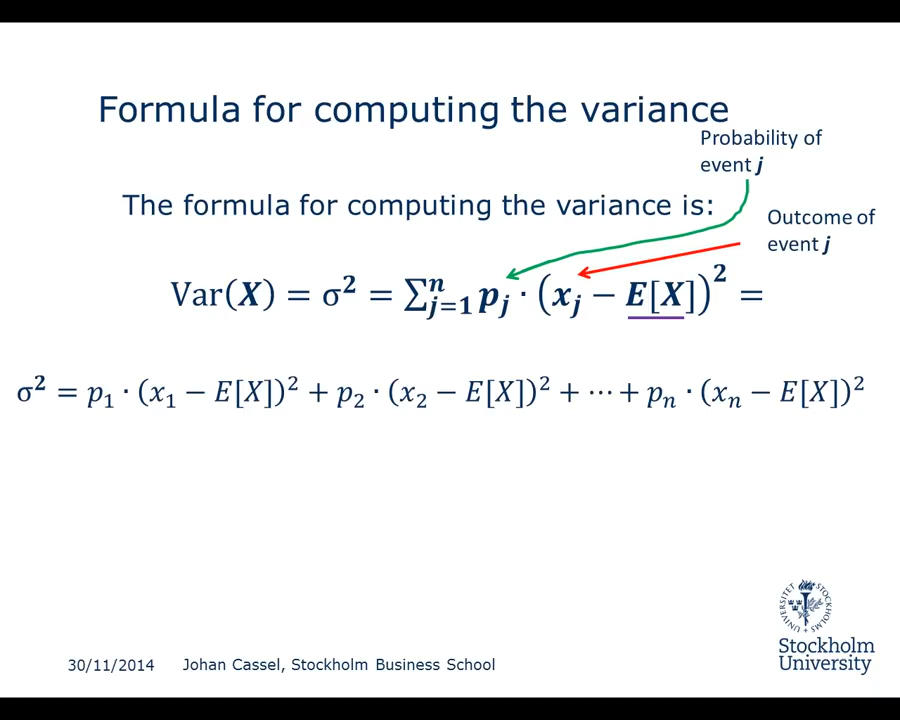 Formula for computing the variance
Probability of
event j
The formula for computing the variance is:
Outcome of
event j
Var(X) = σ² = ∑ⁿⱼ₌₁ pⱼ · (xⱼ − E[X])² =
σ² = p₁ · (x₁ − E[X])² + p₂ · (x₂ − E[X])² + ⋯ + pₙ · (xₙ − E[X])²
STOCKHOLMS UNIVERSITET
Stockholm
University
30/11/2014 Johan Cassel, Stockholm Business School